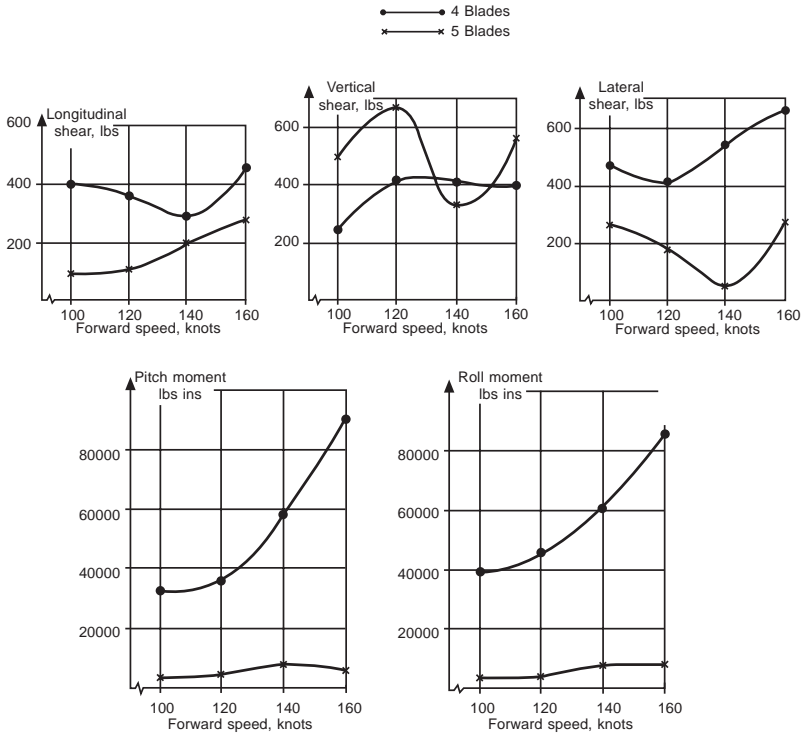 4 Blades
5 Blades
Longitudinal
shear, lbs
600
400
200
100 120 140 160
Forward speed, knots
Vertical
shear, lbs
600
400
200
100 120 140 160
Forward speed, knots
Lateral
shear, lbs
600
400
200
100 120 140 160
Forward speed, knots
Pitch moment
lbs ins
80000
60000
40000
20000
100 120 140 160
Forward speed, knots
Roll moment
lbs ins
80000
60000
40000
20000
100 120 140 160
Forward speed, knots